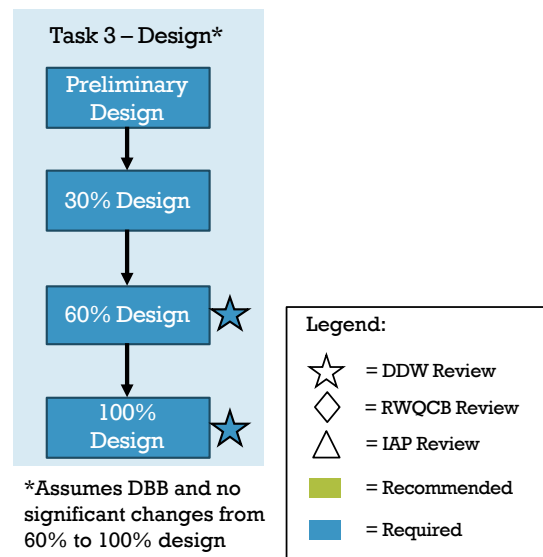 Task 3 – Design*
Preliminary
Design
30% Design
60% Design
100%
Design
*Assumes DBB and no
significant changes from
60% to 100% design
Legend:
= DDW Review
= RWQCB Review
= IAP Review
= Recommended
= Required